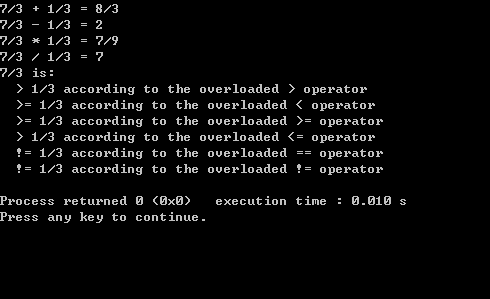 7/3 + 1/3 = 8/3
7/3 - 1/3 = 2
7/3 * 1/3 = 7/9
7/3 / 1/3 = 7
7/3 is:
  > 1/3 according to the overloaded > operator
  >= 1/3 according to the overloaded < operator
  >= 1/3 according to the overloaded >= operator
  > 1/3 according to the overloaded <= operator
  != 1/3 according to the overloaded == operator
  != 1/3 according to the overloaded != operator
Process returned 0 (0x0)   execution time : 0.010 s
Press any key to continue.